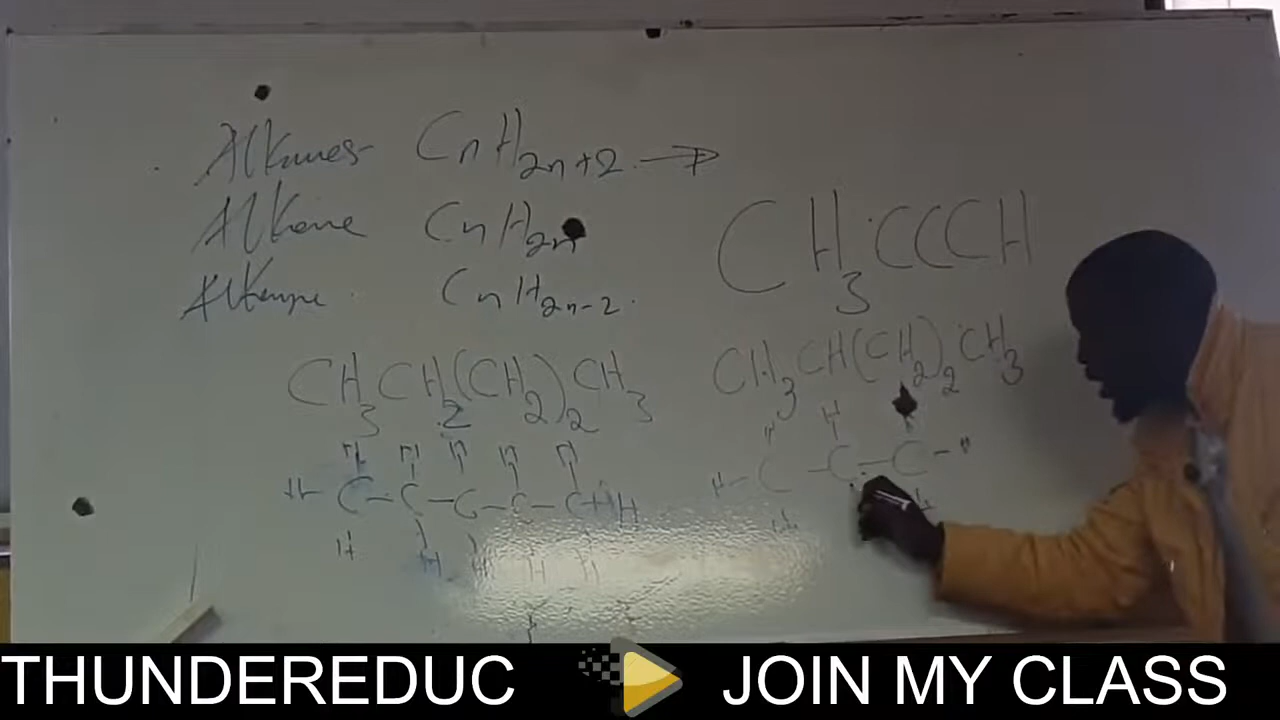 Alkanes- CnH2n+2 →
Alkene CnH2n
Alkyne CnH2n-2.
CH3CCCH
CH3CH2(CH2)2CH3
CH3CH(CH2)2CH3
H H H H H
H-C-C-C-C-C-H
H H H H H
H H
H-C-C-C-H
H H
THUNDEREDUC JOIN MY CLASS